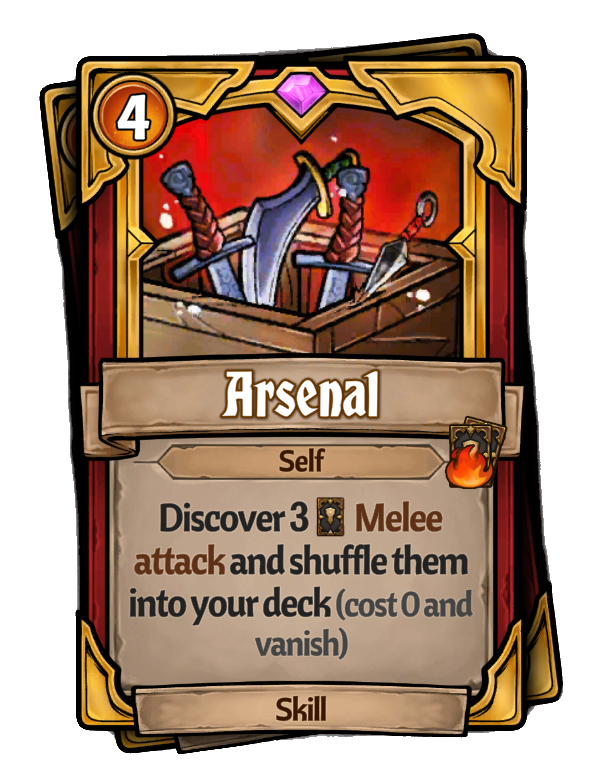 4
Arsenal
Self
Discover 3 Melee
attack and shuffle them
into your deck (cost 0 and
vanish)
Skill